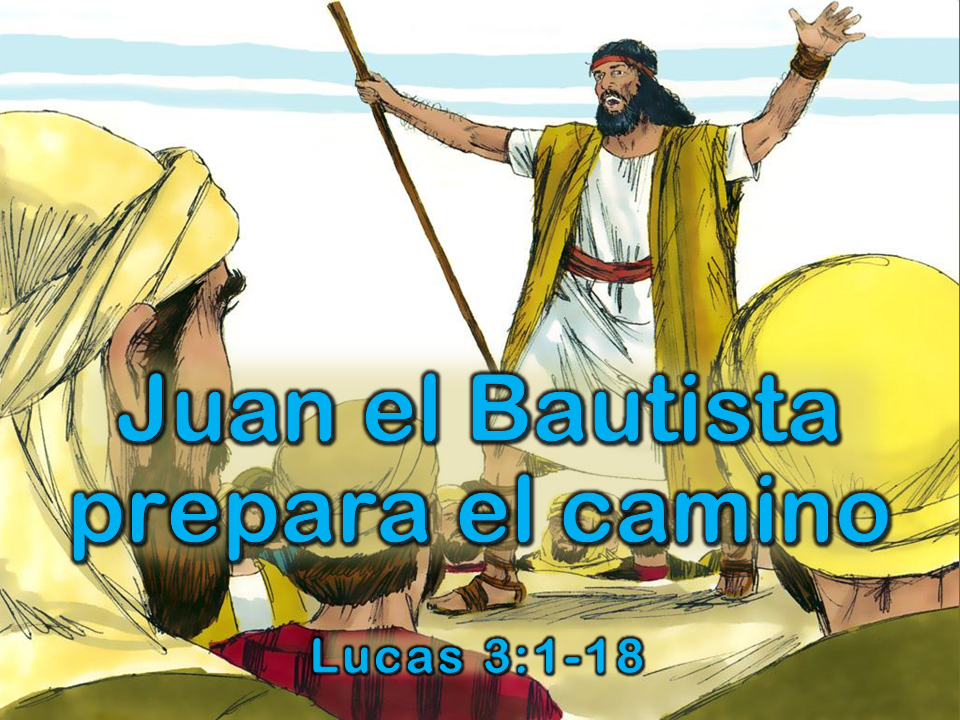 Juan el Bautista
prepara el camino
Lucas 3:1-18